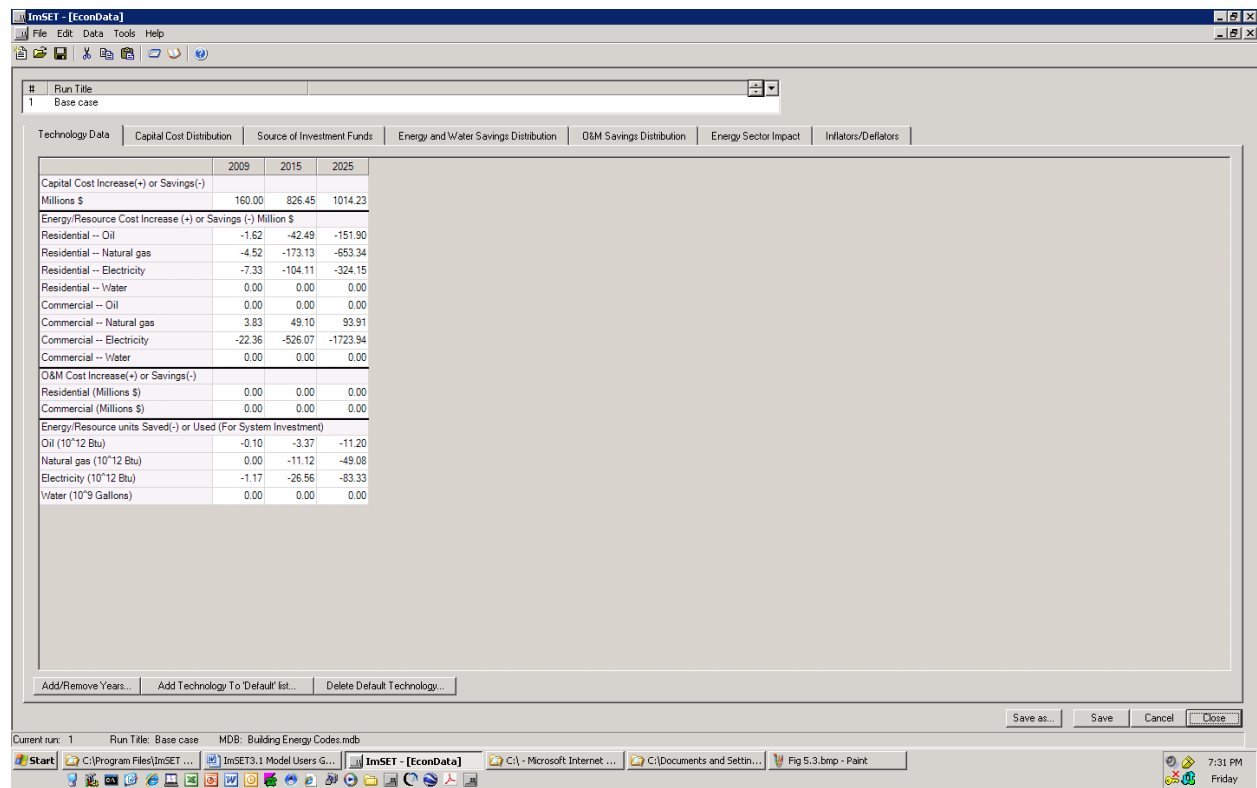 ImSET - [EconData]
File Edit Data Tools Help
# Run Title
1 Base case
Technology Data Capital Cost Distribution Source of Investment Funds Energy and Water Savings Distribution O&M Savings Distribution Energy Sector Impact Inflators/Deflators
2009 2015 2025
Capital Cost Increase(+) or Savings(-)
Millions $ 160.00 826.45 1014.23
Energy/Resource Cost Increase (+) or Savings (-) Million $
Residential -- Oil -1.62 -42.49 -151.90
Residential -- Natural gas -4.52 -173.13 -653.34
Residential -- Electricity -7.33 -104.11 -324.15
Residential -- Water 0.00 0.00 0.00
Commercial -- Oil 0.00 0.00 0.00
Commercial -- Natural gas 3.83 49.10 93.91
Commercial -- Electricity -22.36 -526.07 -1723.94
Commercial -- Water 0.00 0.00 0.00
O&M Cost Increase(+) or Savings(-)
Residential (Millions $) 0.00 0.00 0.00
Commercial (Millions $) 0.00 0.00 0.00
Energy/Resource units Saved(-) or Used (For System Investment)
Oil (10^12 Btu) -0.10 -3.37 -11.20
Natural gas (10^12 Btu) 0.00 -11.12 -49.08
Electricity (10^12 Btu) -1.17 -26.56 -83.33
Water (10^9 Gallons) 0.00 0.00 0.00
Add/Remove Years... Add Technology To 'Default' list... Delete Default Technology...
Save as... Save Cancel Close
Current run: 1 Run Title: Base case MDB: Building Energy Codes.mdb
Start C:\Program Files\ImSET ... ImSET3.1 Model Users G... ImSET - [EconData] C:\ - Microsoft Internet ... C:\Documents and Settin... Fig 5.3.bmp - Paint 7:31 PM
Friday